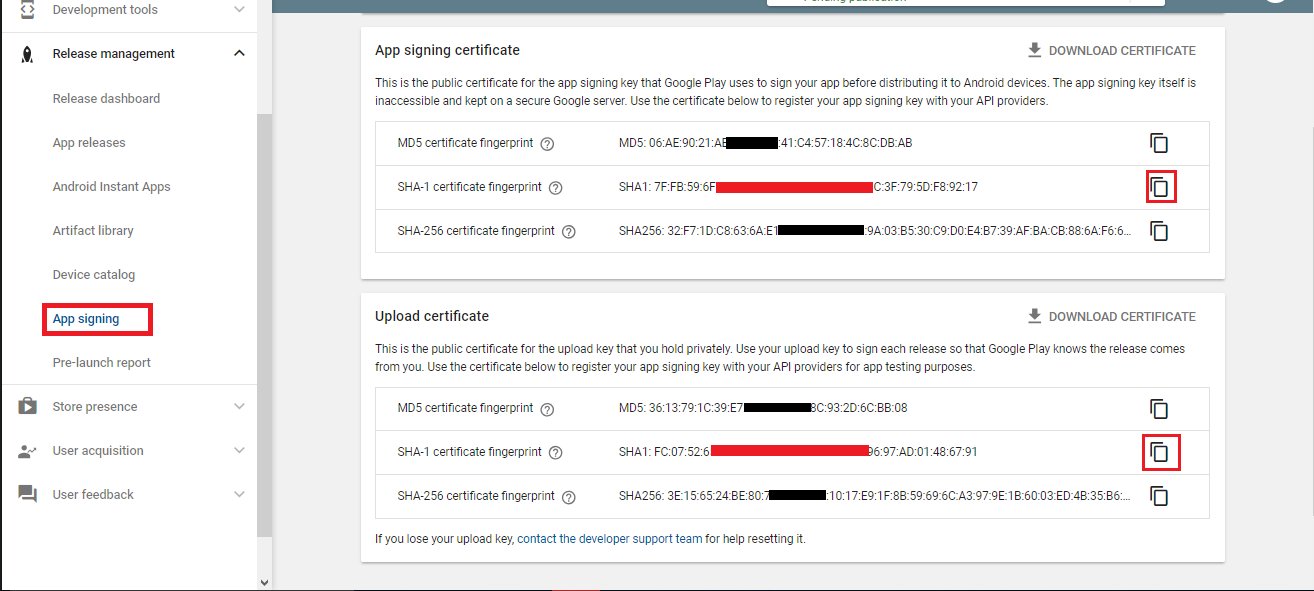 Development tools
Release management
Release dashboard
App releases
Android Instant Apps
Artifact library
Device catalog
App signing
Pre-launch report
Store presence
User acquisition
User feedback
Pending publication
App signing certificate
DOWNLOAD CERTIFICATE
This is the public certificate for the app signing key that Google Play uses to sign your app before distributing it to Android devices. The app signing key itself is
inaccessible and kept on a secure Google server. Use the certificate below to register your app signing key with your API providers.
MD5 certificate fingerprint ? MD5: 06:AE:90:21:AE :41:C4:57:18:4C:8C:DB:AB
SHA-1 certificate fingerprint ? SHA1: 7F:FB:59:6F C:3F:79:5D:F8:92:17
SHA-256 certificate fingerprint ? SHA256: 32:F7:1D:C8:63:6A:E1 :9A:03:B5:30:C9:D0:E4:B7:39:AF:BA:CB:88:6A:F6:6...
Upload certificate
DOWNLOAD CERTIFICATE
This is the public certificate for the upload key that you hold privately. Use your upload key to sign each release so that Google Play knows the release comes
from you. Use the certificate below to register your app signing key with your API providers for app testing purposes.
MD5 certificate fingerprint ? MD5: 36:13:79:1C:39:E7 8C:93:2D:6C:BB:08
SHA-1 certificate fingerprint ? SHA1: FC:07:52:6 96:97:AD:01:48:67:91
SHA-256 certificate fingerprint ? SHA256: 3E:15:65:24:BE:80:7 :10:17:E9:1F:8B:59:69:6C:A3:97:9E:1B:60:03:ED:4B:35:B6:...
If you lose your upload key, contact the developer support team for help resetting it.